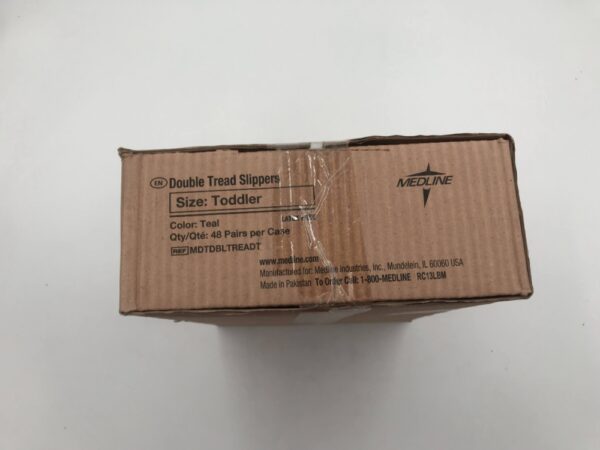 EN Double Tread Slippers
Size: Toddler
LATEX FREE
Color: Teal
Qty/Qté: 48 Pairs per Case
REF MDTDBLTREADT
MEDLINE
www.medline.com
Manufactured for: Medline Industries, Inc., Mundelein, IL 60060 USA
Made in Pakistan To Order Call: 1-800-MEDLINE RC13LBM